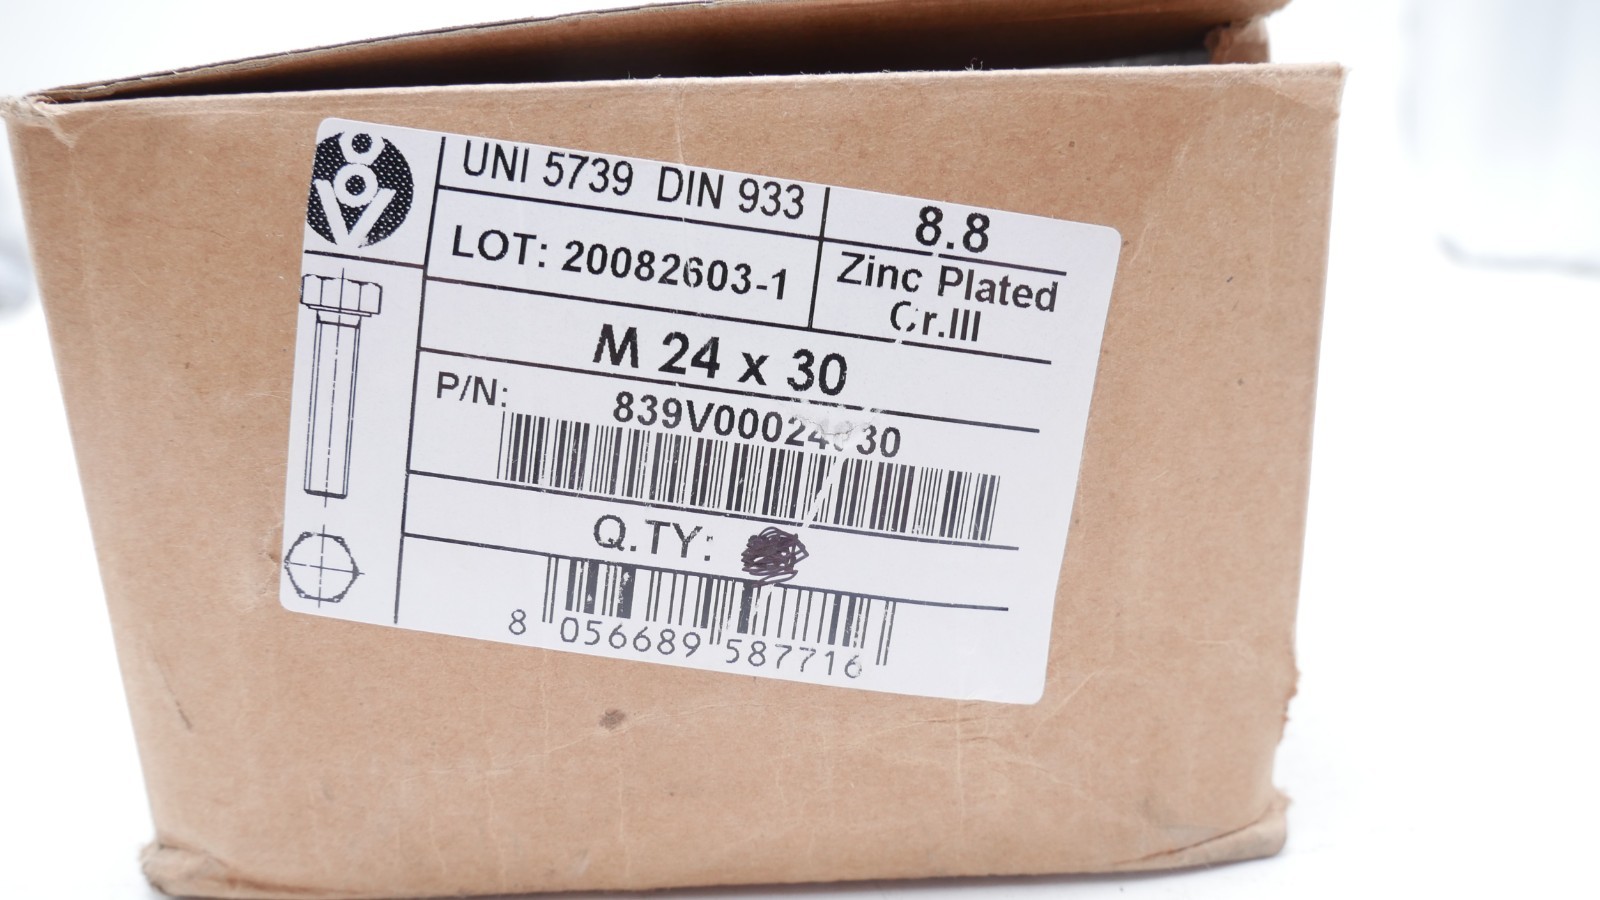 UNI 5739 DIN 933
8.8
LOT: 20082603-1
Zinc Plated
Cr.III
M 24 x 30
P/N:
Q.TY:
8 056689 587716